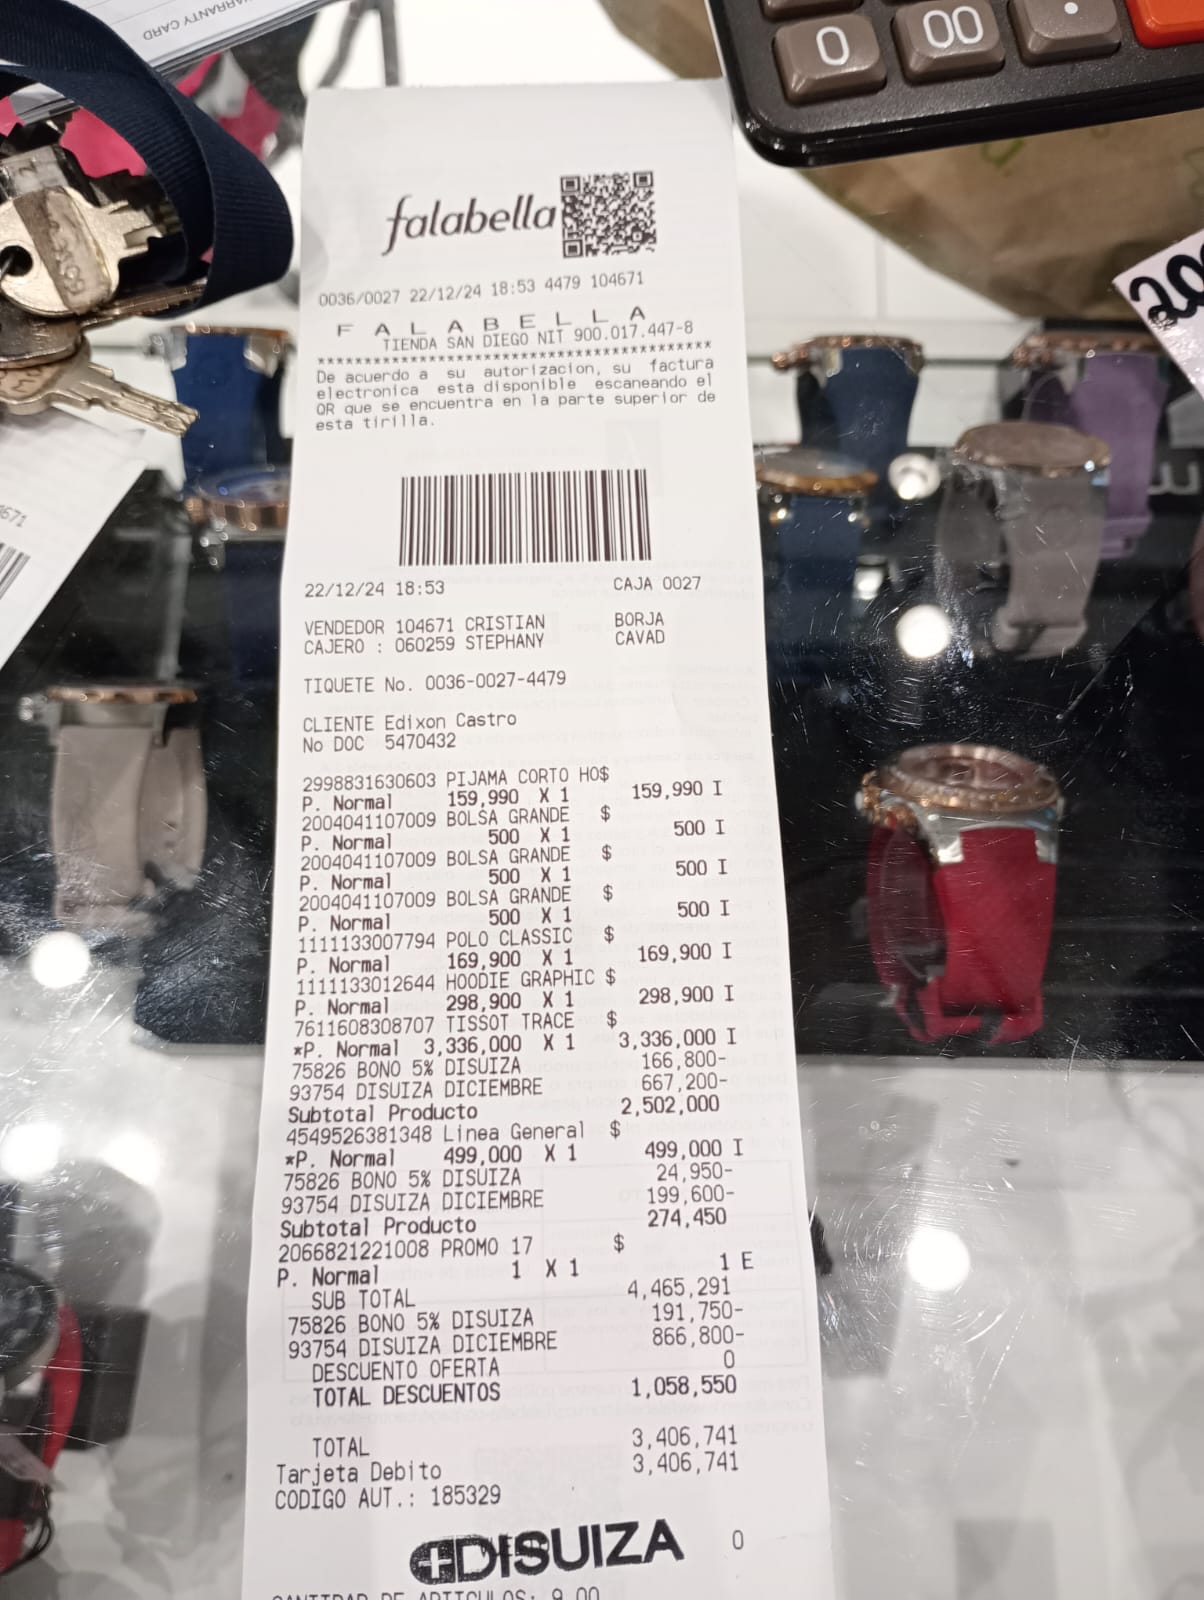 WARRANTY CARD
0
00
.
200
4671
falabella
0036/0027 22/12/24 18:53 4479 104671
F A L A B E L L A
TIENDA SAN DIEGO NIT 900.017.447-8
****************************************
De acuerdo a su autorizacion, su factura
electronica esta disponible escaneando el
QR que se encuentra en la parte superior de
esta tirilla.
22/12/24 18:53 CAJA 0027
VENDEDOR 104671 CRISTIAN BORJA
CAJERO : 060259 STEPHANY CAVAD
TIQUETE No. 0036-0027-4479
CLIENTE Edixon Castro
No DOC 5470432
2998831630603 PIJAMA CORTO HO$
P. Normal 159,990 X 1 159,990 I
2004041107009 BOLSA GRANDE $
P. Normal 500 X 1 500 I
2004041107009 BOLSA GRANDE $
P. Normal 500 X 1 500 I
2004041107009 BOLSA GRANDE $
P. Normal 500 X 1 500 I
1111133007794 POLO CLASSIC $
P. Normal 169,900 X 1 169,900 I
1111133012644 HOODIE GRAPHIC $
P. Normal 298,900 X 1 298,900 I
7611608308707 TISSOT TRACE $
*P. Normal 3,336,000 X 1 3,336,000 I
75826 BONO 5% DISUIZA 166,800-
93754 DISUIZA DICIEMBRE 667,200-
Subtotal Producto 2,502,000
4549526381348 Linea General $
*P. Normal 499,000 X 1 499,000 I
75826 BONO 5% DISUIZA 24,950-
93754 DISUIZA DICIEMBRE 199,600-
Subtotal Producto 274,450
2066821221008 PROMO 17 $
P. Normal 1 X 1 1 E
SUB TOTAL 4,465,291
75826 BONO 5% DISUIZA 191,750-
93754 DISUIZA DICIEMBRE 866,800-
DESCUENTO OFERTA 0
TOTAL DESCUENTOS 1,058,550
TOTAL 3,406,741
Tarjeta Debito 3,406,741
CODIGO AUT.: 185329
DISUIZA 0
CANTIDAD DE ARTICULOS: 9.00